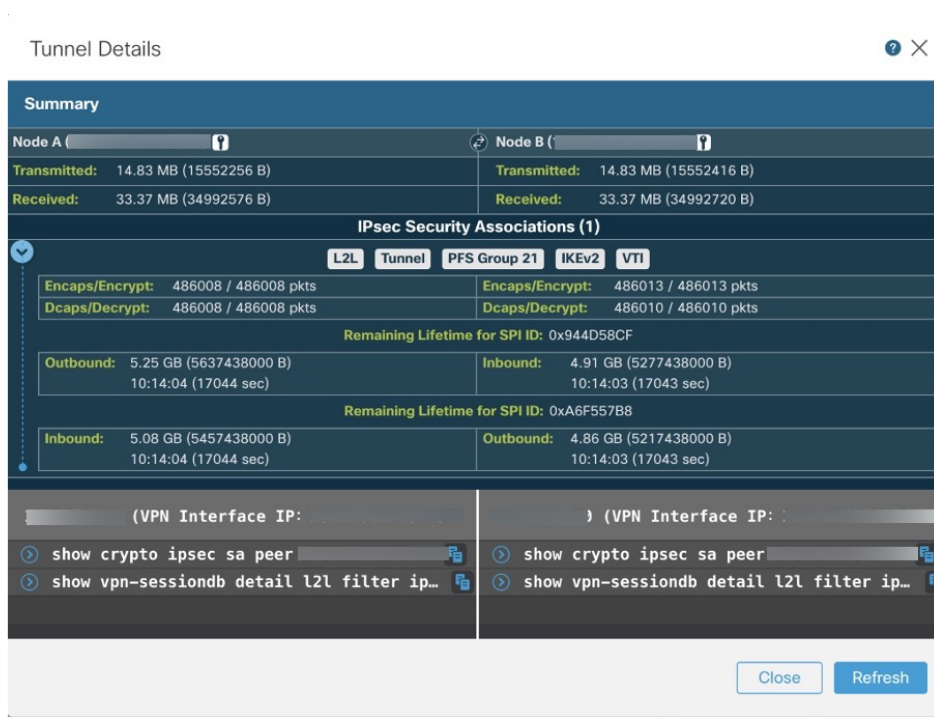 Tunnel Details
Summary
Node A (
Node B (
Transmitted: 14.83 MB (15552256 B)
Transmitted: 14.83 MB (15552416 B)
Received: 33.37 MB (34992576 B)
Received: 33.37 MB (34992720 B)
IPsec Security Associations (1)
L2L Tunnel PFS Group 21 IKEv2 VTI
Encaps/Encrypt: 486008 / 486008 pkts
Encaps/Encrypt: 486013 / 486013 pkts
Dcaps/Decrypt: 486008 / 486008 pkts
Dcaps/Decrypt: 486010 / 486010 pkts
Remaining Lifetime for SPI ID: 0x944D58CF
Outbound: 5.25 GB (5637438000 B)
10:14:04 (17044 sec)
Inbound: 4.91 GB (5277438000 B)
10:14:03 (17043 sec)
Remaining Lifetime for SPI ID: 0xA6F557B8
Inbound: 5.08 GB (5457438000 B)
10:14:04 (17044 sec)
Outbound: 4.86 GB (5217438000 B)
10:14:03 (17043 sec)
(VPN Interface IP:
) (VPN Interface IP:
show crypto ipsec sa peer
show crypto ipsec sa peer
show vpn-sessiondb detail l2l filter ip…
show vpn-sessiondb detail l2l filter ip…
Close
Refresh